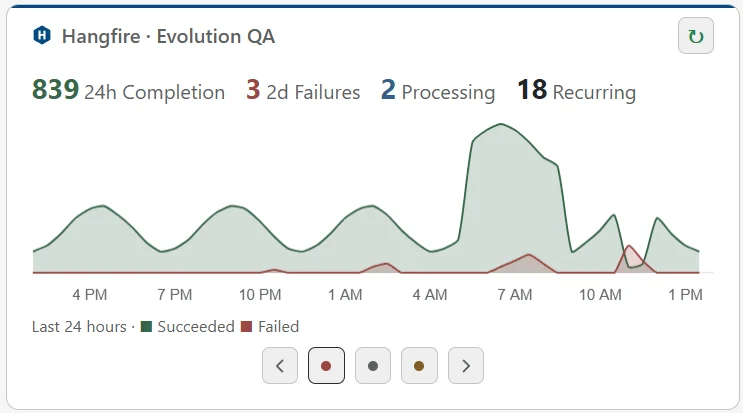 H Hangfire · Evolution QA
839 24h Completion 3 2d Failures 2 Processing 18 Recurring
4 PM 7 PM 10 PM 1 AM 4 AM 7 AM 10 AM 1 PM
Last 24 hours · Succeeded Failed